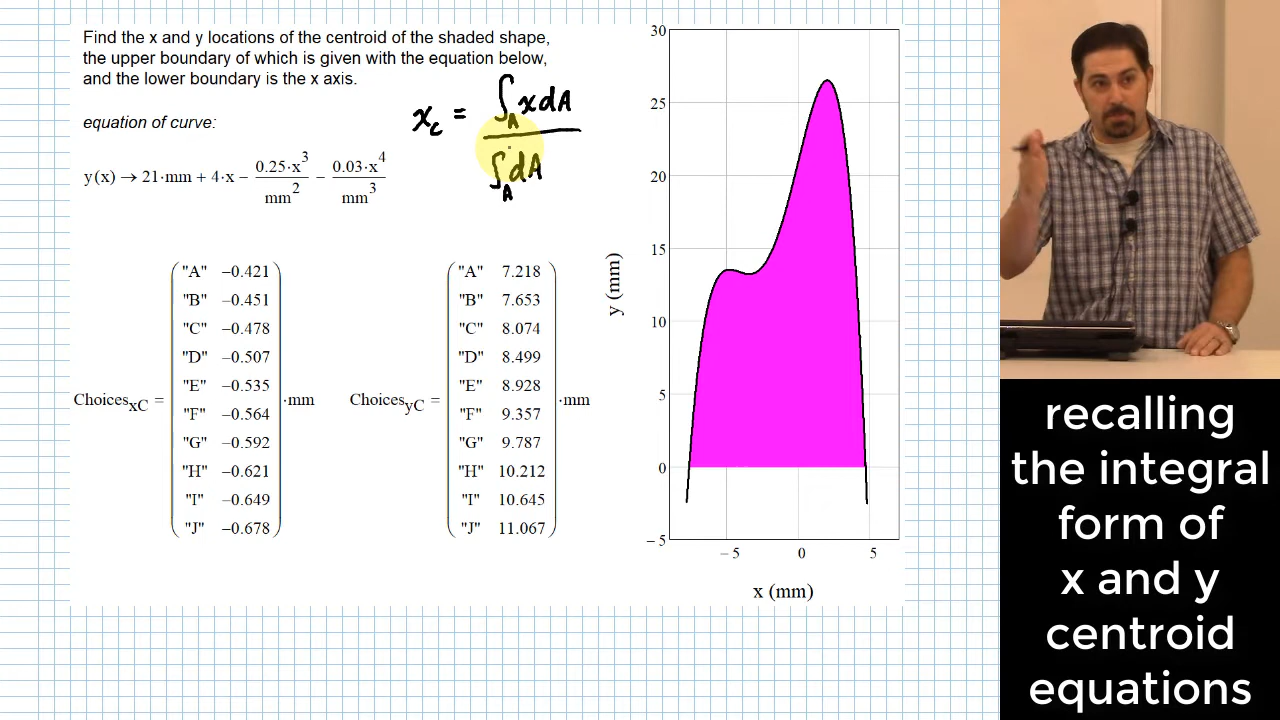 Find the x and y locations of the centroid of the shaded shape,
the upper boundary of which is given with the equation below,
and the lower boundary is the x axis.
x_c = ∫_A x dA / ∫_A dA
equation of curve:
y(x) → 21·mm + 4·x − 0.25·x^3 / mm^2 − 0.03·x^4 / mm^3
Choices_xC =
"A" −0.421
"B" −0.451
"C" −0.478
"D" −0.507
"E" −0.535
"F" −0.564
"G" −0.592
"H" −0.621
"I" −0.649
"J" −0.678
·mm
Choices_yC =
"A" 7.218
"B" 7.653
"C" 8.074
"D" 8.499
"E" 8.928
"F" 9.357
"G" 9.787
"H" 10.212
"I" 10.645
"J" 11.067
·mm
y (mm)
30
25
20
15
10
5
0
−5
−5 0 5
x (mm)
recalling
the integral
form of
x and y
centroid
equations